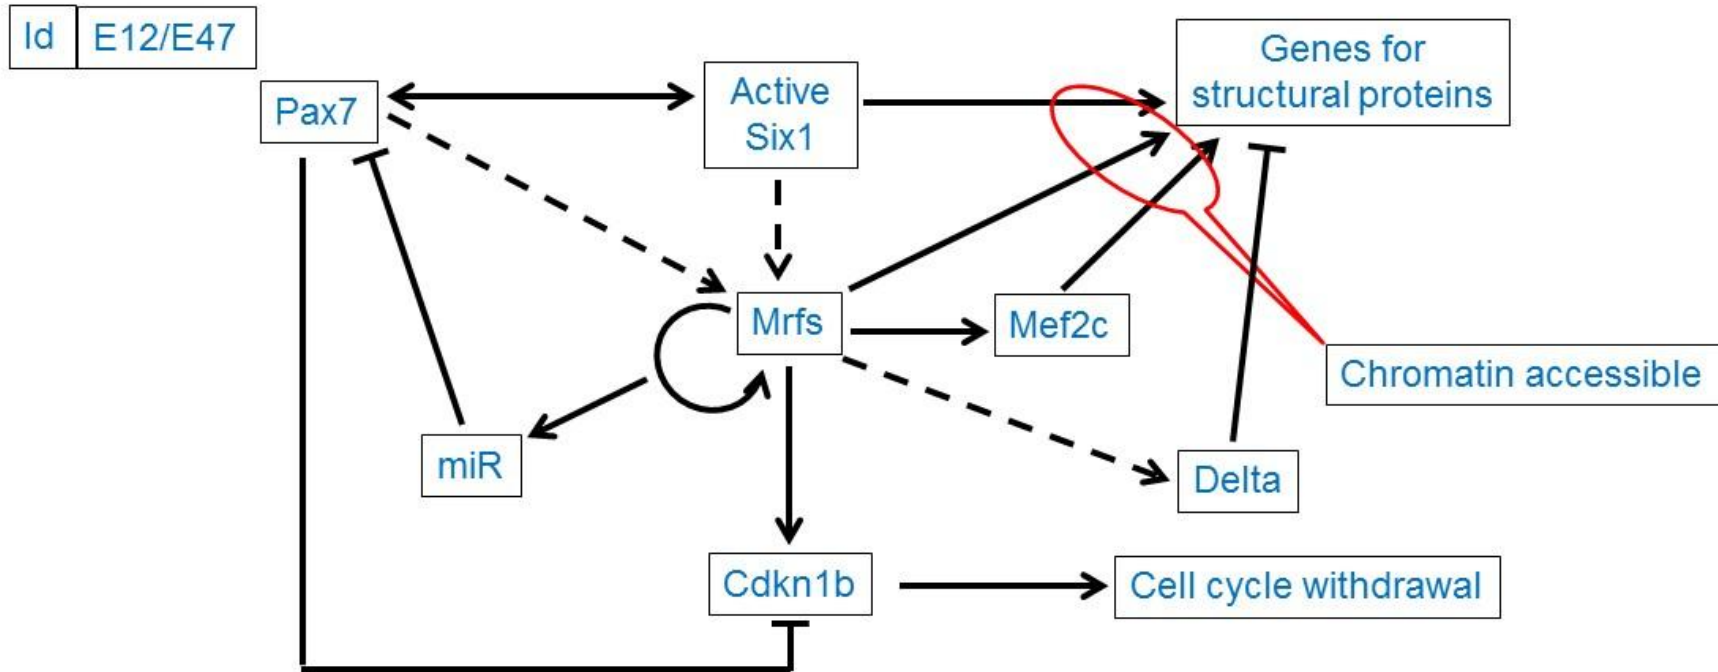 Id
E12/E47
Pax7
Active
Six1
Genes for
structural proteins
Mrfs
Mef2c
Chromatin accessible
miR
Delta
Cdkn1b
Cell cycle withdrawal